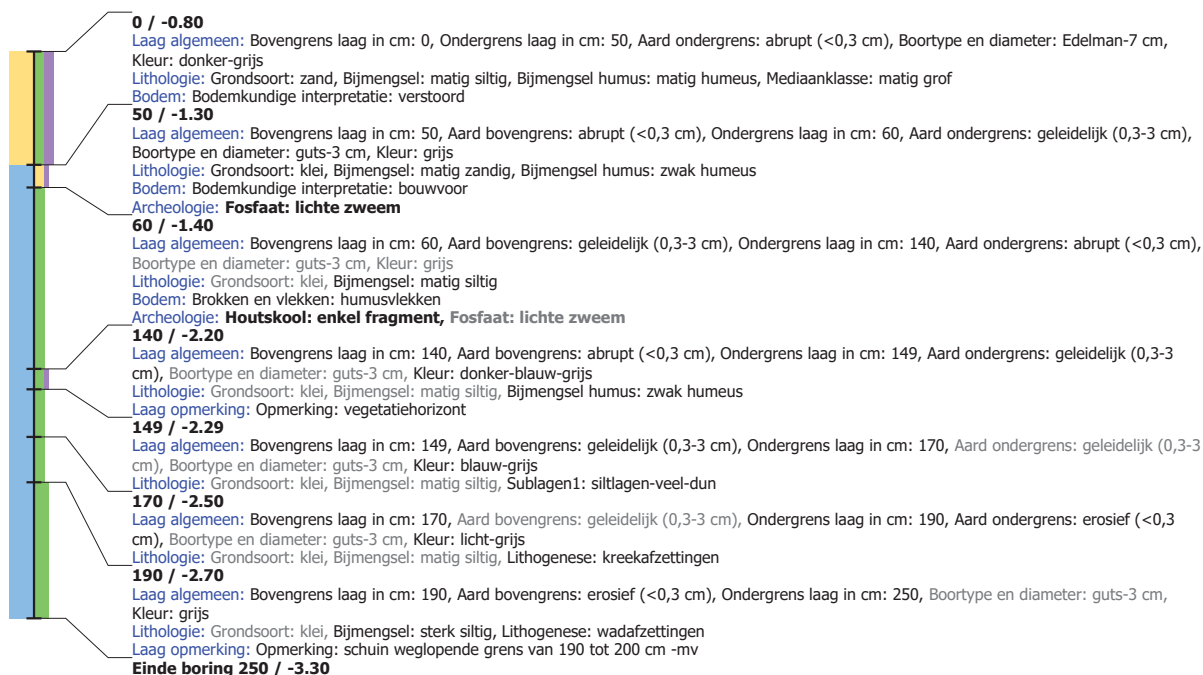 0 / -0.80
Laag algemeen: Bovengrens laag in cm: 0, Ondergrens laag in cm: 50, Aard ondergrens: abrupt (<0,3 cm), Boortype en diameter: Edelman-7 cm,
Kleur: donker-grijs
Lithologie: Grondsoort: zand, Bijmengsel: matig siltig, Bijmengsel humus: matig humeus, Mediaanklasse: matig grof
Bodem: Bodemkundige interpretatie: verstoord
50 / -1.30
Laag algemeen: Bovengrens laag in cm: 50, Aard bovengrens: abrupt (<0,3 cm), Ondergrens laag in cm: 60, Aard ondergrens: geleidelijk (0,3-3 cm),
Boortype en diameter: guts-3 cm, Kleur: grijs
Lithologie: Grondsoort: klei, Bijmengsel: matig zandig, Bijmengsel humus: zwak humeus
Bodem: Bodemkundige interpretatie: bouwvoor
Archeologie: Fosfaat: lichte zweem
60 / -1.40
Laag algemeen: Bovengrens laag in cm: 60, Aard bovengrens: geleidelijk (0,3-3 cm), Ondergrens laag in cm: 140, Aard ondergrens: abrupt (<0,3 cm),
Boortype en diameter: guts-3 cm, Kleur: grijs
Lithologie: Grondsoort: klei, Bijmengsel: matig siltig
Bodem: Brokken en vlekken: humusvlekken
Archeologie: Houtskool: enkel fragment, Fosfaat: lichte zweem
140 / -2.20
Laag algemeen: Bovengrens laag in cm: 140, Aard bovengrens: abrupt (<0,3 cm), Ondergrens laag in cm: 149, Aard ondergrens: geleidelijk (0,3-3
cm), Boortype en diameter: guts-3 cm, Kleur: donker-blauw-grijs
Lithologie: Grondsoort: klei, Bijmengsel: matig siltig, Bijmengsel humus: zwak humeus
Laag opmerking: Opmerking: vegetatiehorizont
149 / -2.29
Laag algemeen: Bovengrens laag in cm: 149, Aard bovengrens: geleidelijk (0,3-3 cm), Ondergrens laag in cm: 170, Aard ondergrens: geleidelijk (0,3-3
cm), Boortype en diameter: guts-3 cm, Kleur: blauw-grijs
Lithologie: Grondsoort: klei, Bijmengsel: matig siltig, Sublagen1: siltlagen-veel-dun
170 / -2.50
Laag algemeen: Bovengrens laag in cm: 170, Aard bovengrens: geleidelijk (0,3-3 cm), Ondergrens laag in cm: 190, Aard ondergrens: erosief (<0,3
cm), Boortype en diameter: guts-3 cm, Kleur: licht-grijs
Lithologie: Grondsoort: klei, Bijmengsel: matig siltig, Lithogenese: kreekafzettingen
190 / -2.70
Laag algemeen: Bovengrens laag in cm: 190, Aard bovengrens: erosief (<0,3 cm), Ondergrens laag in cm: 250, Boortype en diameter: guts-3 cm,
Kleur: grijs
Lithologie: Grondsoort: klei, Bijmengsel: sterk siltig, Lithogenese: wadafzettingen
Laag opmerking: Opmerking: schuin weglopende grens van 190 tot 200 cm -mv
Einde boring 250 / -3.30